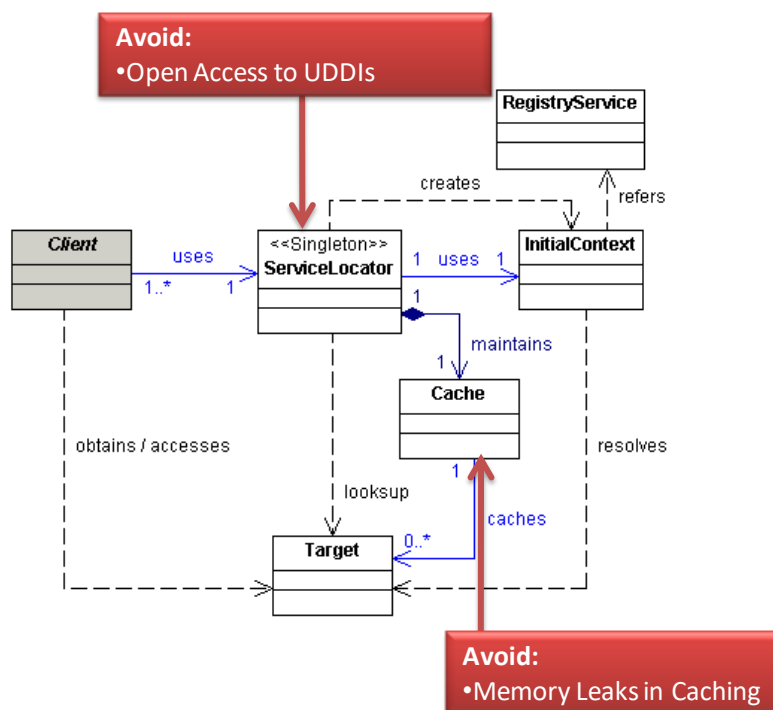 Avoid:
•Open Access to UDDIs
RegistryService
creates
refers
Client
uses
1..*
1
<<Singleton>>
ServiceLocator
1
uses
1
InitialContext
1
maintains
1
Cache
obtains / accesses
resolves
1
looksup
caches
0..*
Target
Avoid:
•Memory Leaks in Caching